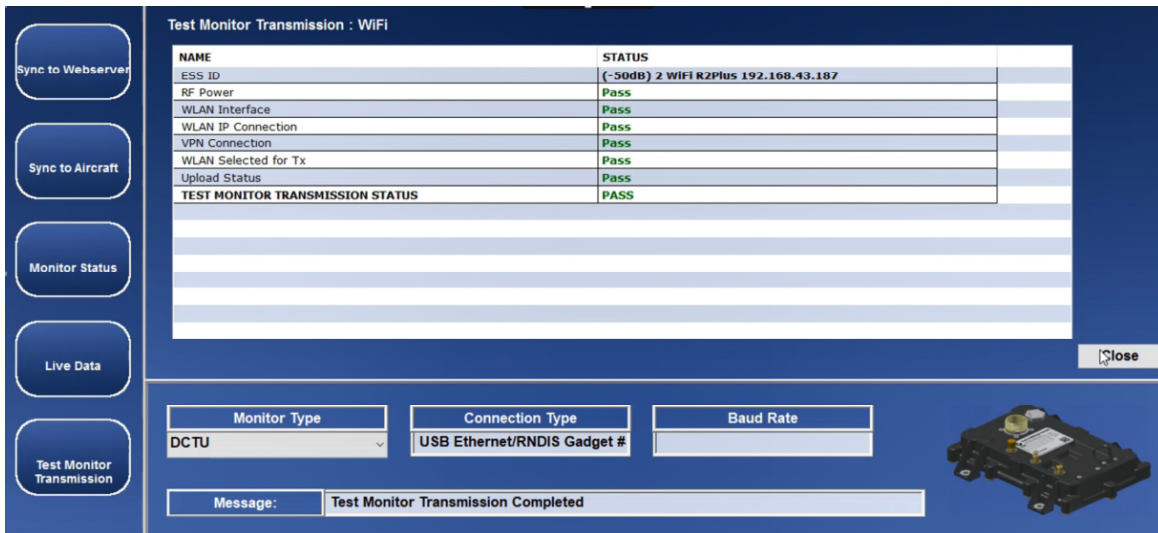 Test Monitor Transmission : WiFi
NAME STATUS
ESS ID (-50dB) 2 WiFi R2Plus 192.168.43.187
RF Power Pass
WLAN Interface Pass
WLAN IP Connection Pass
VPN Connection Pass
WLAN Selected for Tx Pass
Upload Status Pass
TEST MONITOR TRANSMISSION STATUS PASS
Close
Sync to Webserver
Sync to Aircraft
Monitor Status
Live Data
Test Monitor
Transmission
Monitor Type Connection Type Baud Rate
DCTU USB Ethernet/RNDIS Gadget #
Message: Test Monitor Transmission Completed